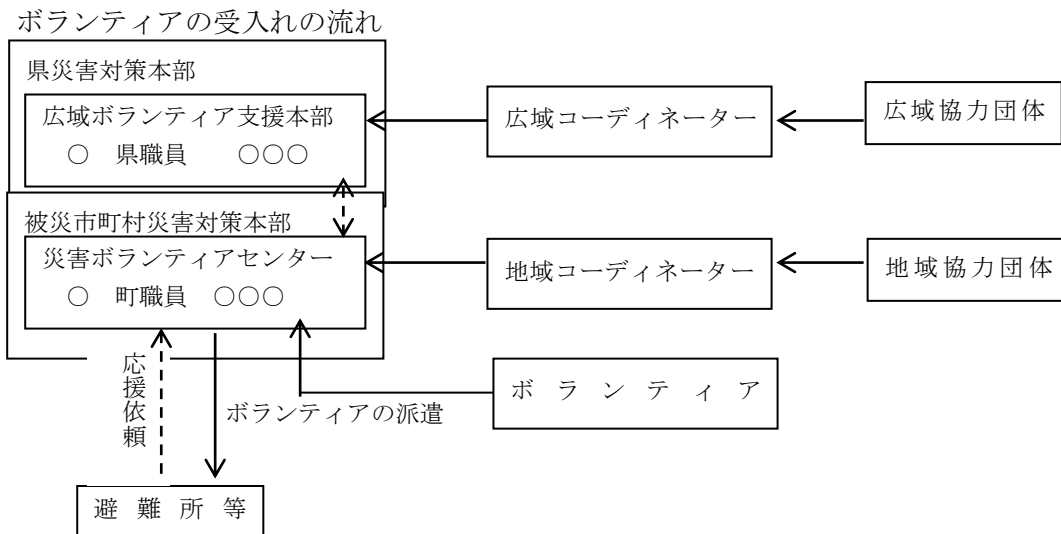 ボランティアの受入れの流れ
県災害対策本部
広域ボランティア支援本部
○ 県職員 ○○○
広域コーディネーター
広域協力団体
被災市町村災害対策本部
災害ボランティアセンター
○ 町職員 ○○○
地域コーディネーター
地域協力団体
応援依頼
ボランティアの派遣
ボランティア
避難所等